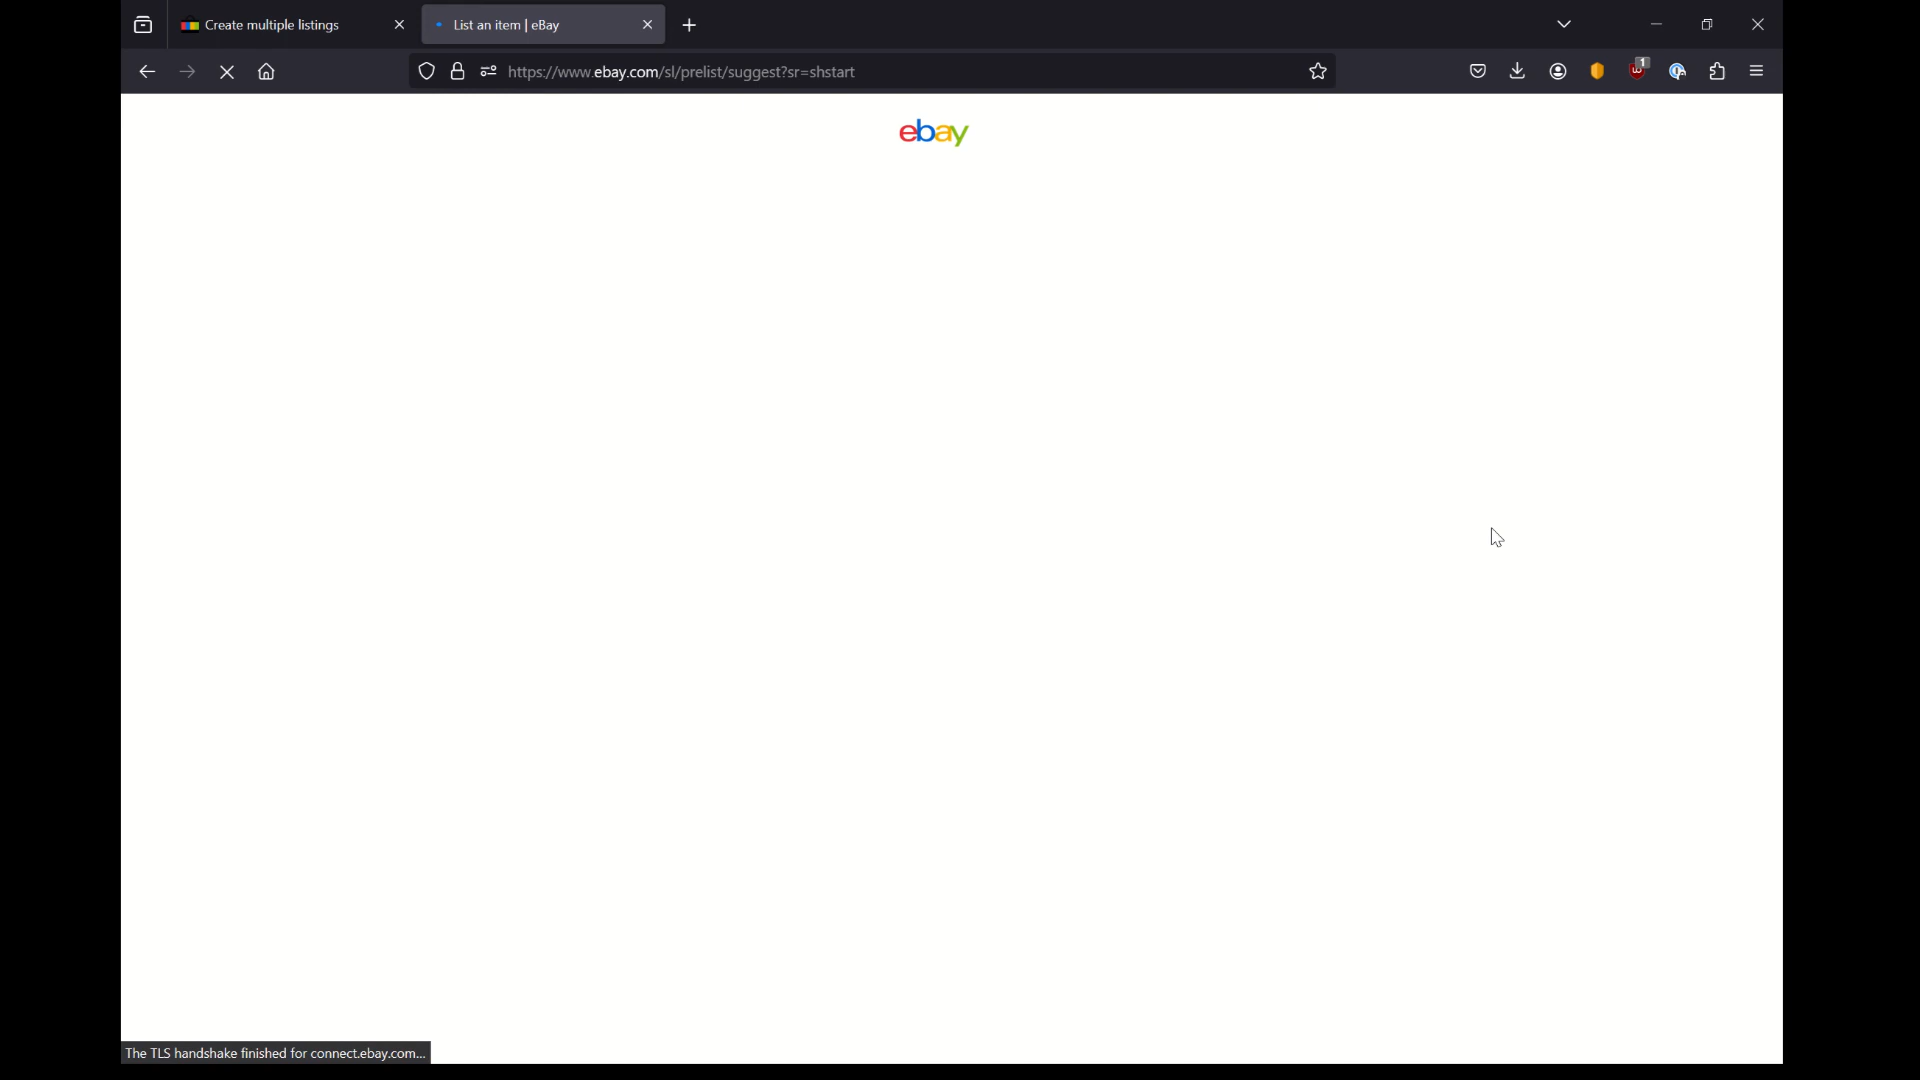 Create multiple listings
List an item | eBay
https://www.ebay.com/sl/prelist/suggest?sr=shstart
1
ebay
The TLS handshake finished for connect.ebay.com...